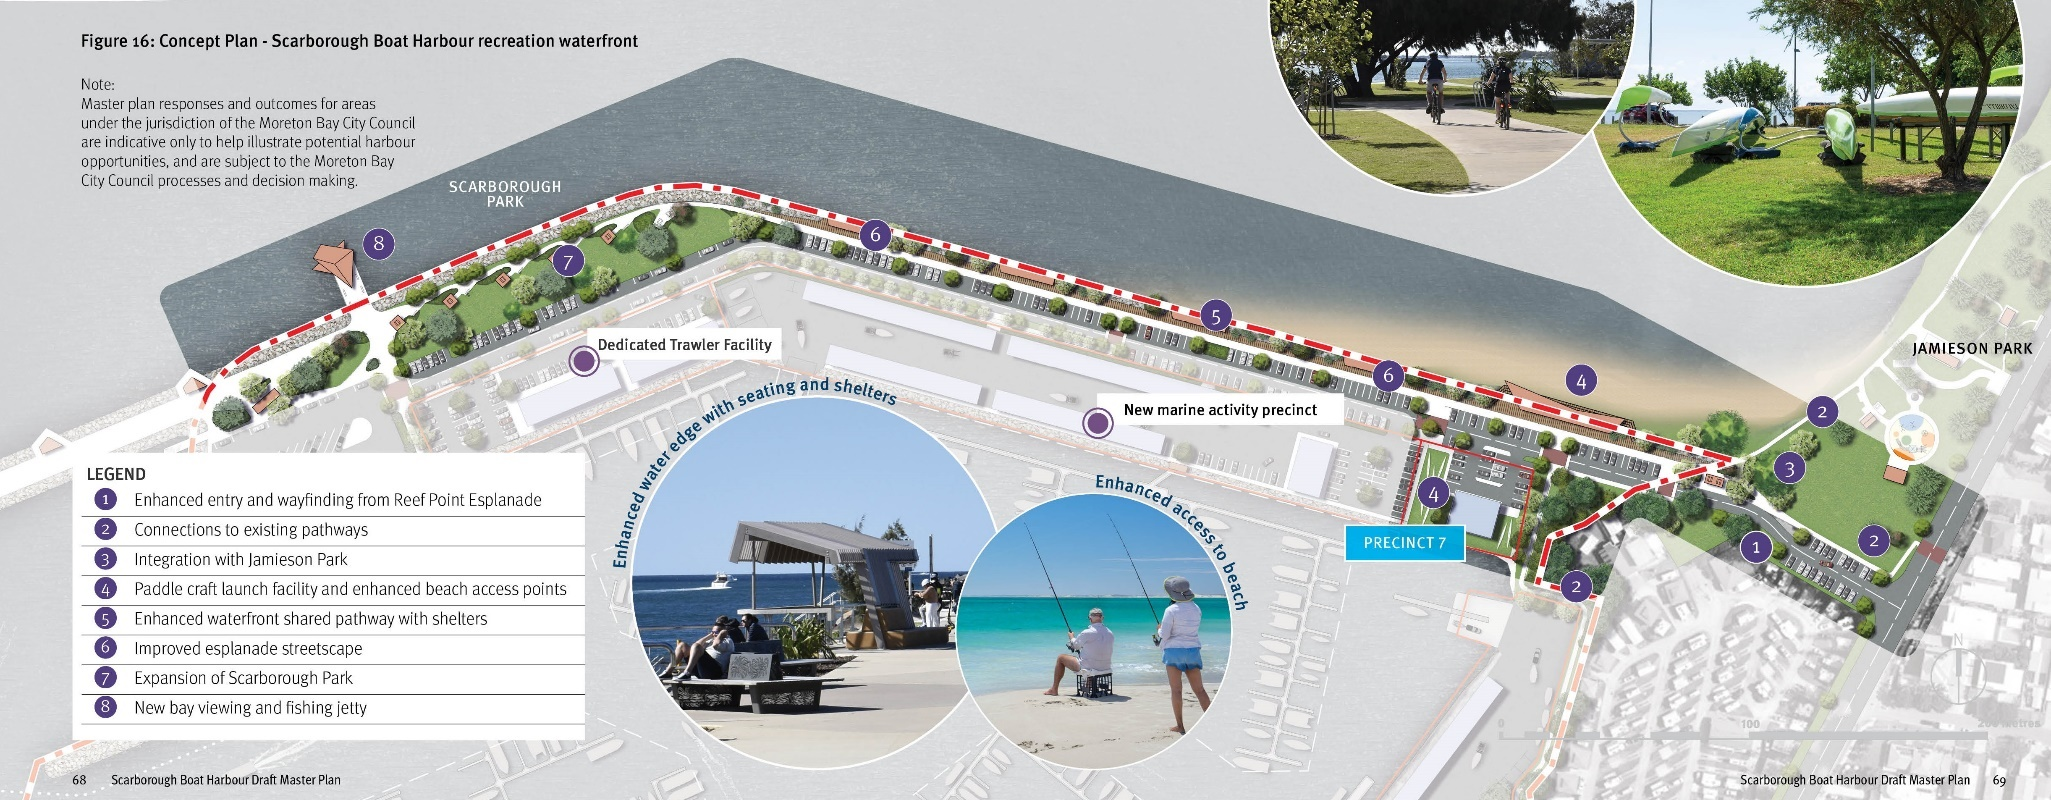 Figure 16: Concept Plan - Scarborough Boat Harbour recreation waterfront
Note:
Master plan responses and outcomes for areas
under the jurisdiction of the Moreton Bay City Council
are indicative only to help illustrate potential harbour
opportunities, and are subject to the Moreton Bay
City Council processes and decision making.
SCARBOROUGH
PARK
8
7
6
5
6
4
2
3
4
2
1
2
JAMIESON PARK
Dedicated Trawler Facility
New marine activity precinct
PRECINCT 7
Enhanced water edge with seating and shelters
Enhanced access to beach
LEGEND
1 Enhanced entry and wayfinding from Reef Point Esplanade
2 Connections to existing pathways
3 Integration with Jamieson Park
4 Paddle craft launch facility and enhanced beach access points
5 Enhanced waterfront shared pathway with shelters
6 Improved esplanade streetscape
7 Expansion of Scarborough Park
8 New bay viewing and fishing jetty
N
0 100 200 metres
68 Scarborough Boat Harbour Draft Master Plan
Scarborough Boat Harbour Draft Master Plan 69